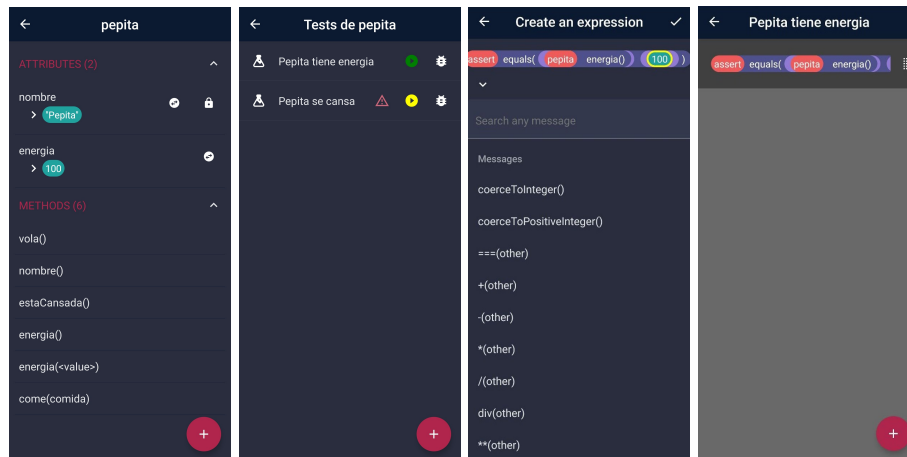 pepita
ATTRIBUTES (2)
nombre
"Pepita"
energia
100
METHODS (6)
vola()
nombre()
estaCansada()
energia()
energia(<value>)
come(comida)
+
Tests de pepita
Pepita tiene energia
Pepita se cansa
+
Create an expression
assert equals( pepita energia() ) ( 100 ) )
Search any message
Messages
coerceToInteger()
coerceToPositiveInteger()
===(other)
+(other)
-(other)
*(other)
/(other)
div(other)
**(other)
Pepita tiene energia
assert equals( pepita energia() ) (
+